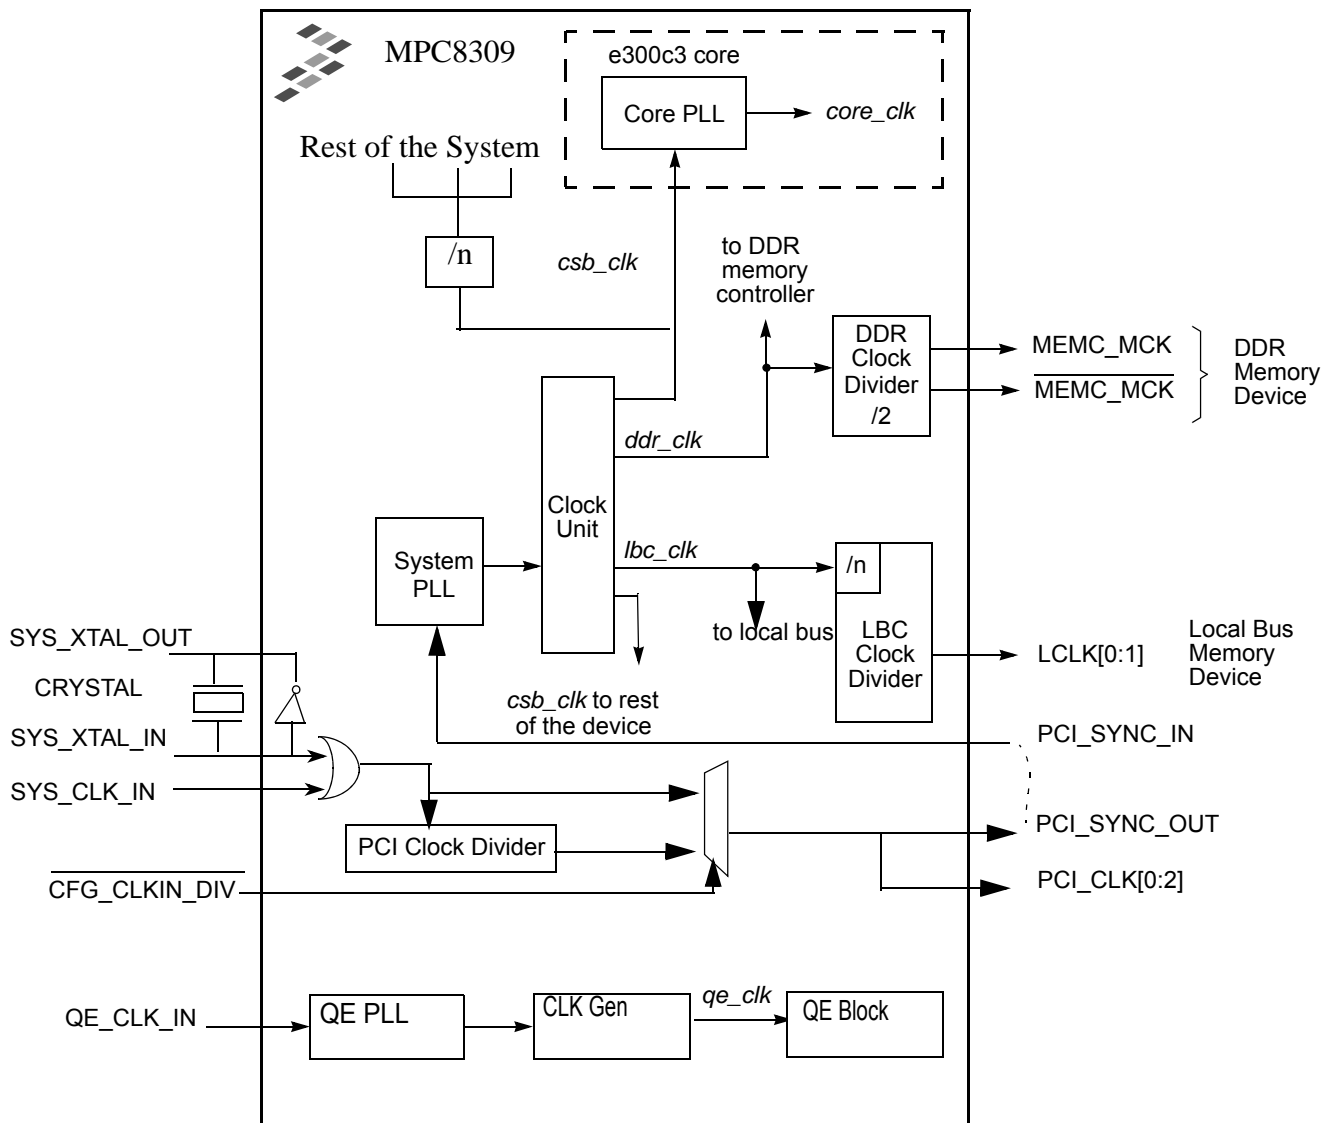 MPC8309
e300c3 core
Core PLL
core_clk
Rest of the System
/n
csb_clk
to DDR
memory
controller
DDR
Clock
Divider
/2
MEMC_MCK
MEMC_MCK
DDR
Memory
Device
ddr_clk
Clock
Unit
System
PLL
lbc_clk
/n
to local bus
LBC
Clock
Divider
LCLK[0:1]
Local Bus
Memory
Device
SYS_XTAL_OUT
CRYSTAL
SYS_XTAL_IN
SYS_CLK_IN
csb_clk to rest
of the device
PCI_SYNC_IN
PCI Clock Divider
PCI_SYNC_OUT
CFG_CLKIN_DIV
PCI_CLK[0:2]
QE_CLK_IN
QE PLL
CLK Gen
qe_clk
QE Block